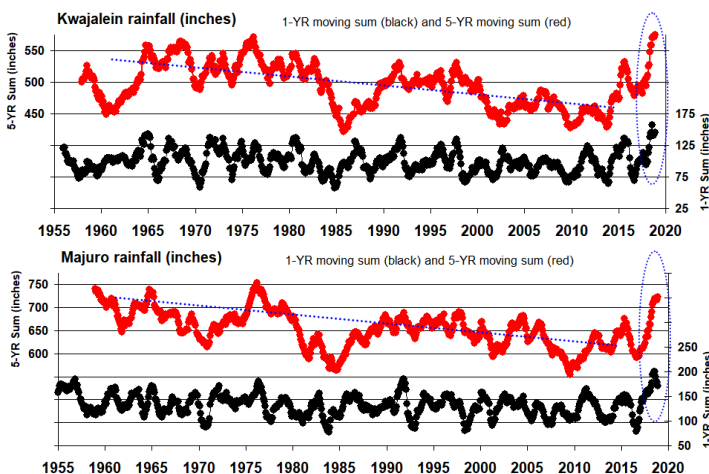 Kwajalein rainfall (inches)
1-YR moving sum (black) and 5-YR moving sum (red)
5-YR Sum (inches)
550
500
450
175
125
75
25
1-YR Sum (inches)
1955 1960 1965 1970 1975 1980 1985 1990 1995 2000 2005 2010 2015 2020
Majuro rainfall (inches)
1-YR moving sum (black) and 5-YR moving sum (red)
5-YR Sum (inches)
750
700
650
600
250
200
150
100
50
1-YR Sum (inches)
1955 1960 1965 1970 1975 1980 1985 1990 1995 2000 2005 2010 2015 2020